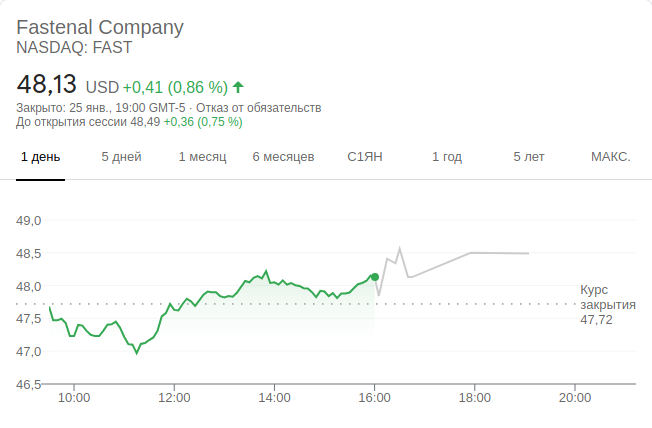 Fastenal Company
NASDAQ: FAST
48,13 USD +0,41 (0,86 %)
Закрыто: 25 янв., 19:00 GMT-5 · Отказ от обязательств
До открытия сессии 48,49 +0,36 (0,75 %)
1 день 5 дней 1 месяц 6 месяцев С1ЯН 1 год 5 лет МАКС.
49,0
48,5
48,0
47,5
47,0
46,5
Курс
закрытия
47,72
10:00 12:00 14:00 16:00 18:00 20:00